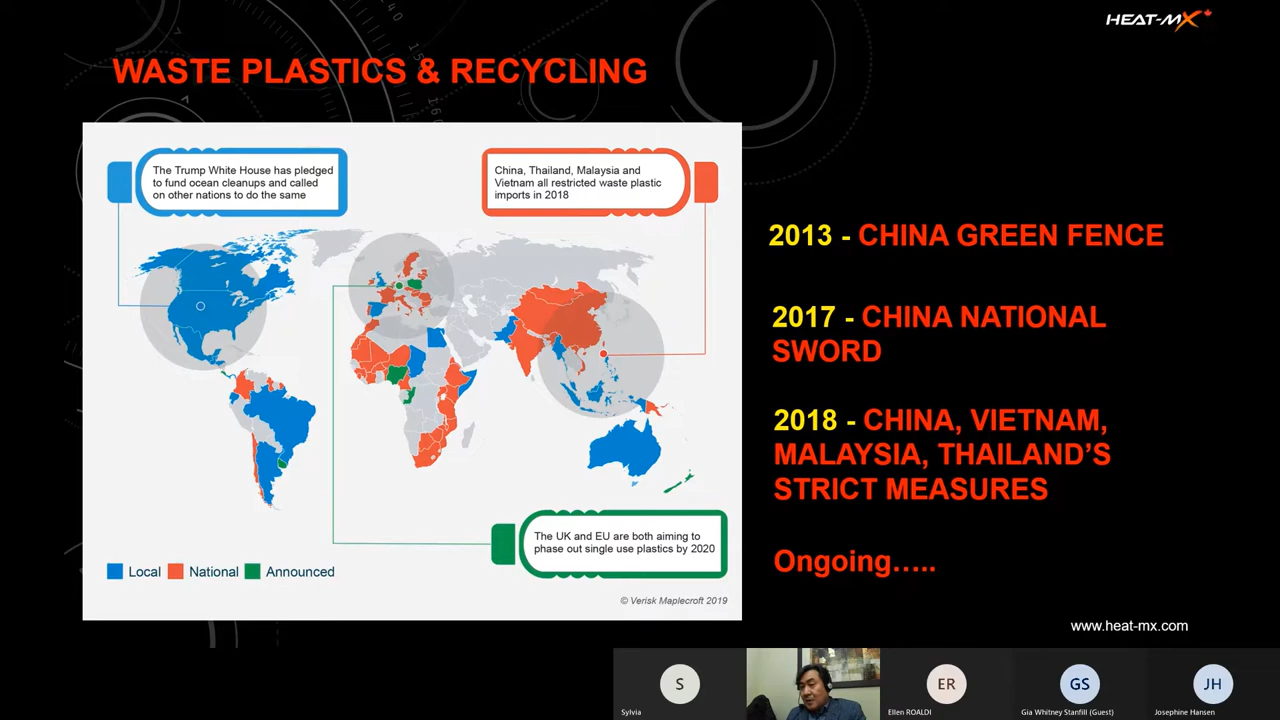 HEAT-MX
WASTE PLASTICS & RECYCLING
The Trump White House has pledged
to fund ocean cleanups and called
on other nations to do the same
China, Thailand, Malaysia and
Vietnam all restricted waste plastic
imports in 2018
The UK and EU are both aiming to
phase out single use plastics by 2020
Local National Announced
© Verisk Maplecroft 2019
2013 - CHINA GREEN FENCE
2017 - CHINA NATIONAL
SWORD
2018 - CHINA, VIETNAM,
MALAYSIA, THAILAND’S
STRICT MEASURES
Ongoing…..
www.heat-mx.com
S
Sylvia
ER
Ellen ROALDI
GS
Gia Whitney Stanfill (Guest)
JH
Josephine Hansen